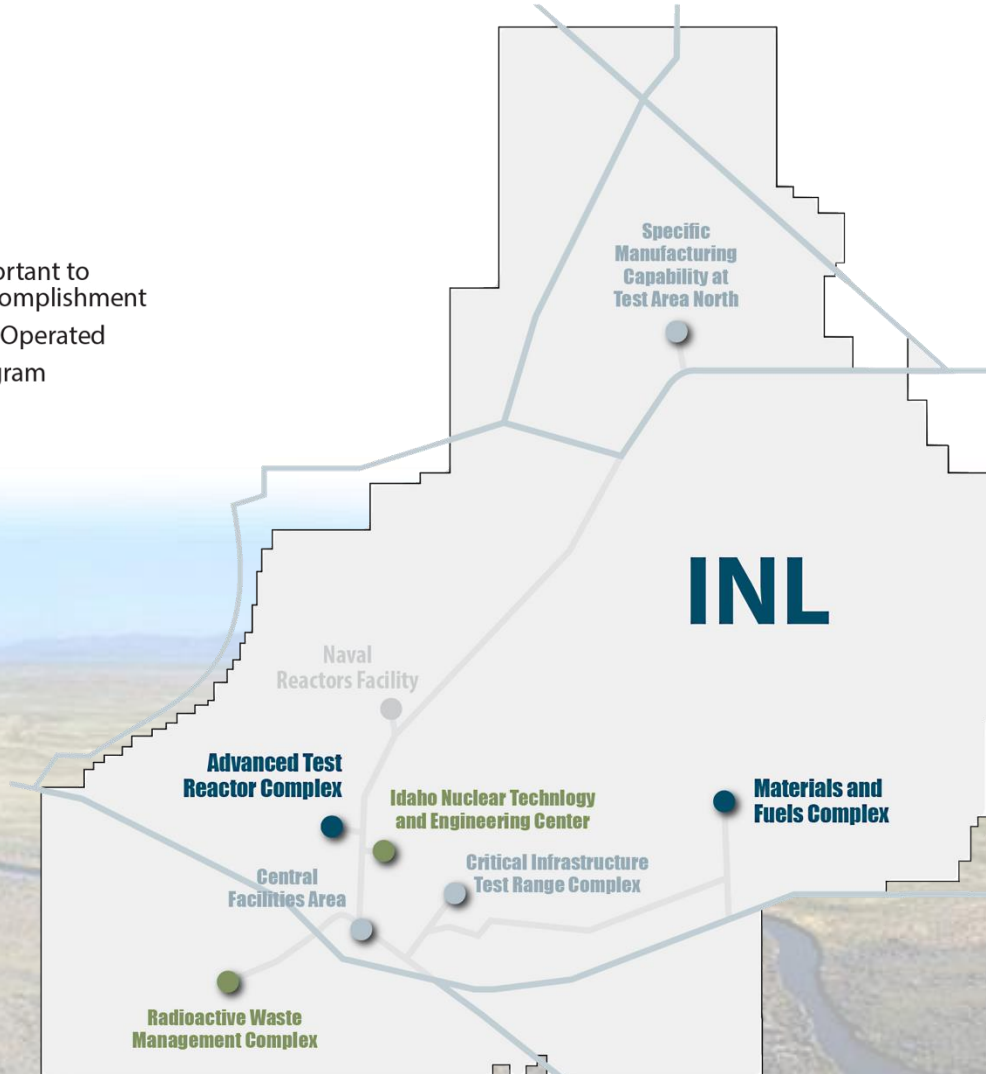 ortant to
omplishment
Operated
gram
Specific
Manufacturing
Capability at
Test Area North
INL
Naval
Reactors Facility
Advanced Test
Reactor Complex
Idaho Nuclear Technlogy
and Engineering Center
Materials and
Fuels Complex
Critical Infrastructure
Test Range Complex
Central
Facilities Area
Radioactive Waste
Management Complex